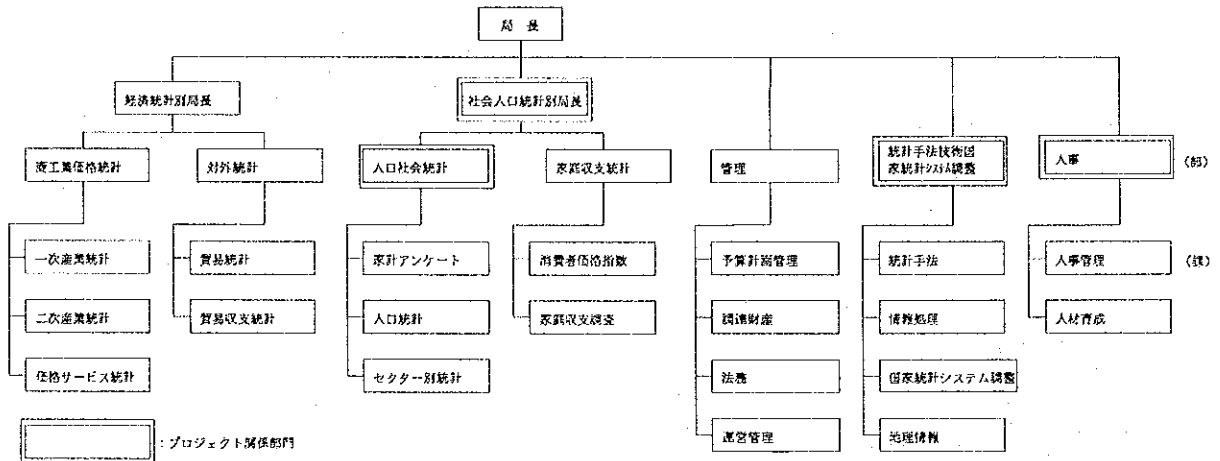 局 長
経済統計別局長
社会人口統計別局長
商工業価格統計
対外統計
人口社会統計
家庭収支統計
管理
統計手法技術国
家統計システム調整
人事
(部)
一次産業統計
貿易統計
家計アンケート
消費者価格指数
予算計画管理
統計手法
人事管理
(課)
二次産業統計
貿易収支統計
人口統計
家庭収支調査
調達財産
情報処理
人材育成
価格サービス統計
セクター別統計
法務
国家統計システム調整
運営管理
地理情報
:プロジェクト関係部門